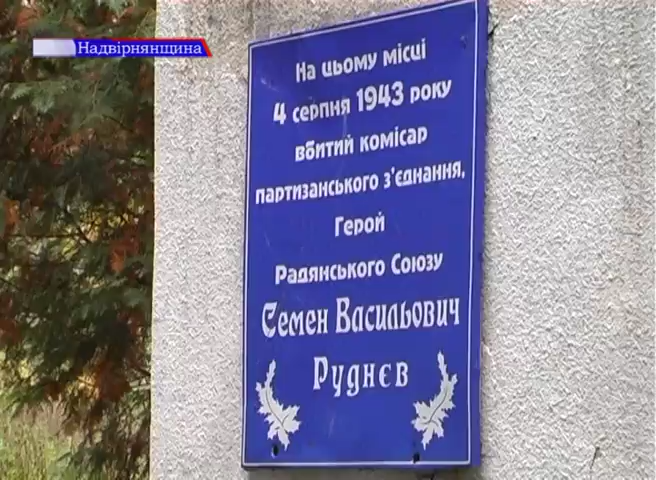 Надвірнянщина
На цьому місці
4 серпня 1943 року
вбитий комісар
партизанського з'єднання,
Герой
Радянського Союзу
Семен Васильович
Руднєв